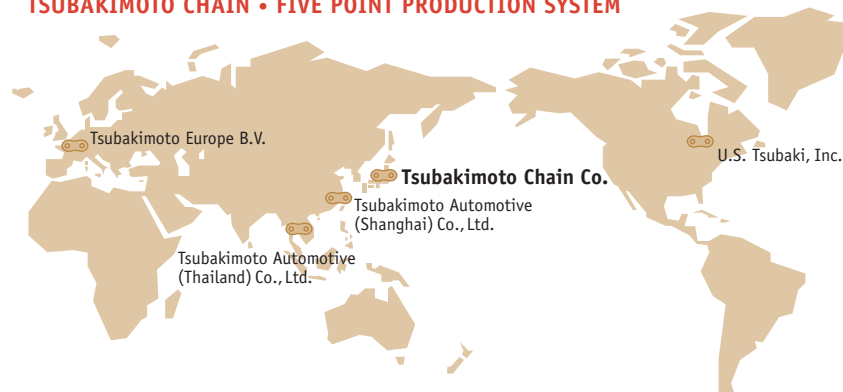 TSUBAKIMOTO CHAIN • FIVE POINT PRODUCTION SYSTEM
Tsubakimoto Europe B.V.
U.S. Tsubaki, Inc.
Tsubakimoto Chain Co.
Tsubakimoto Automotive
(Shanghai) Co., Ltd.
Tsubakimoto Automotive
(Thailand) Co., Ltd.